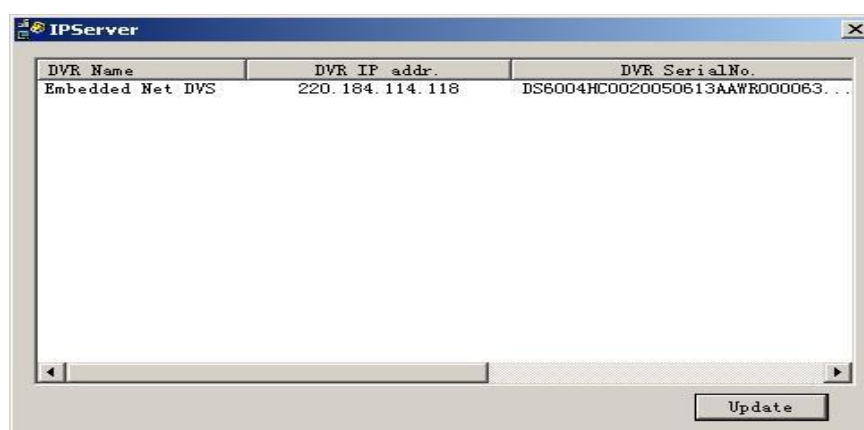 IPServer
DVR Name DVR IP addr. DVR SerialNo.
Embedded Net DVS 220.184.114.118 DS6004HC0020050613AAWR000063...
Update